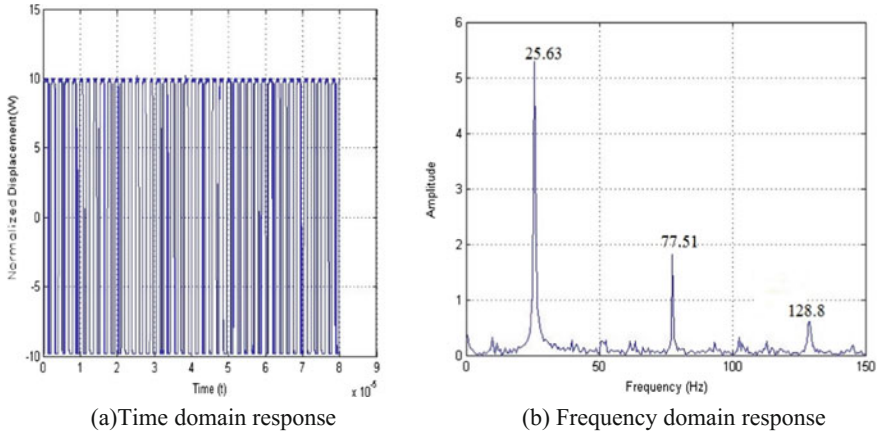 15
10
5
0
-5
-10
0 1 2 3 4 5 6 7 8 9
x 10⁻⁵
Normalized Displacement(W)
Time (t)
(a)Time domain response
6
5
4
3
2
1
0
0 50 100 150
25.63
77.51
128.8
Amplitude
Frequency (Hz)
(b) Frequency domain response